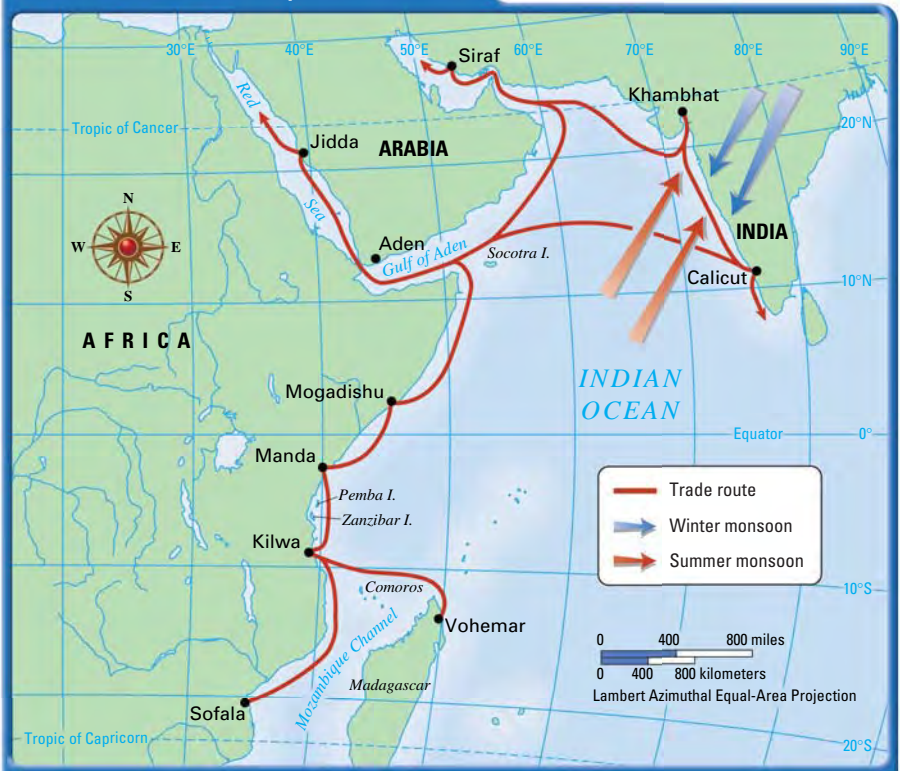 30°E
40°E
50°E
60°E
70°E
80°E
90°E
Siraf
Khambhat
Red
Sea
20°N
Tropic of Cancer
Jidda
ARABIA
N
W
E
S
Aden
Gulf of Aden
Socotra I.
INDIA
Calicut
10°N
AFRICA
INDIAN
OCEAN
Mogadishu
Equator
0°
Manda
Pemba I.
Zanzibar I.
Kilwa
Trade route
Winter monsoon
Summer monsoon
Comoros
10°S
Vohemar
Mozambique Channel
Madagascar
0 400 800 miles
0 400 800 kilometers
Lambert Azimuthal Equal-Area Projection
Sofala
Tropic of Capricorn
20°S